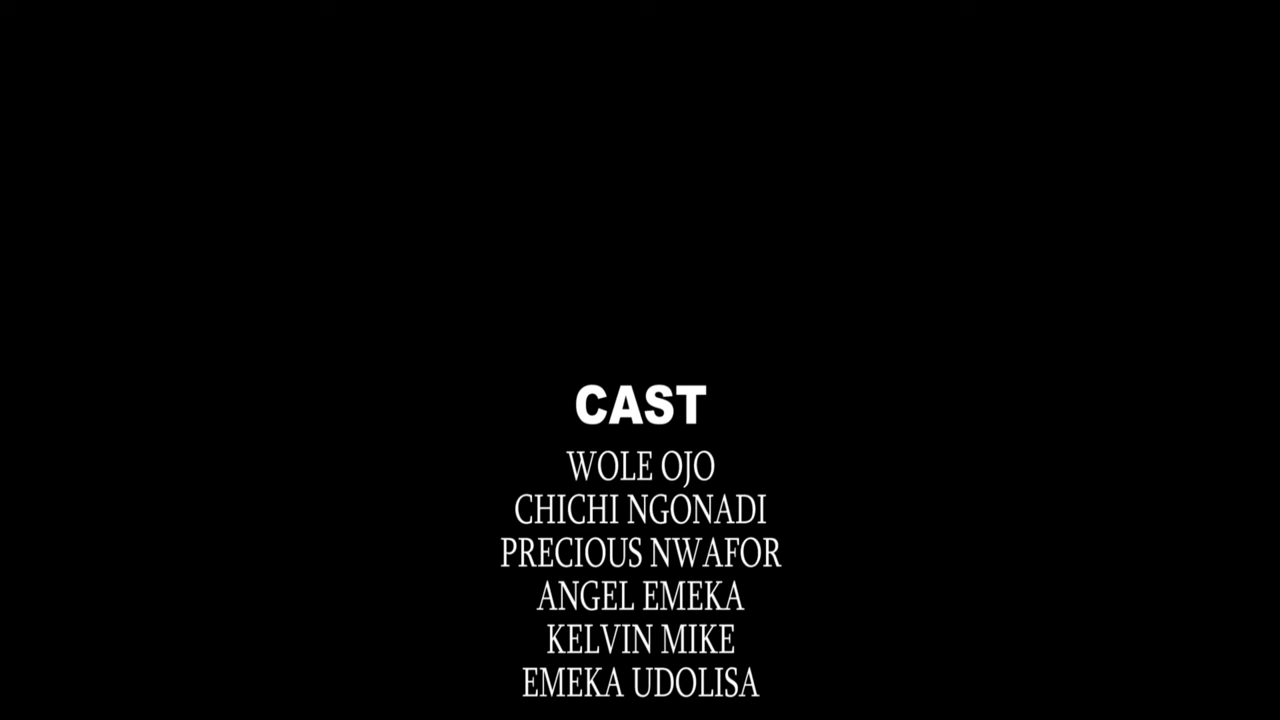 CAST
WOLE OJO
CHICHI NGONADI
PRECIOUS NWAFOR
ANGEL EMEKA
KELVIN MIKE
EMEKA UDOLISA